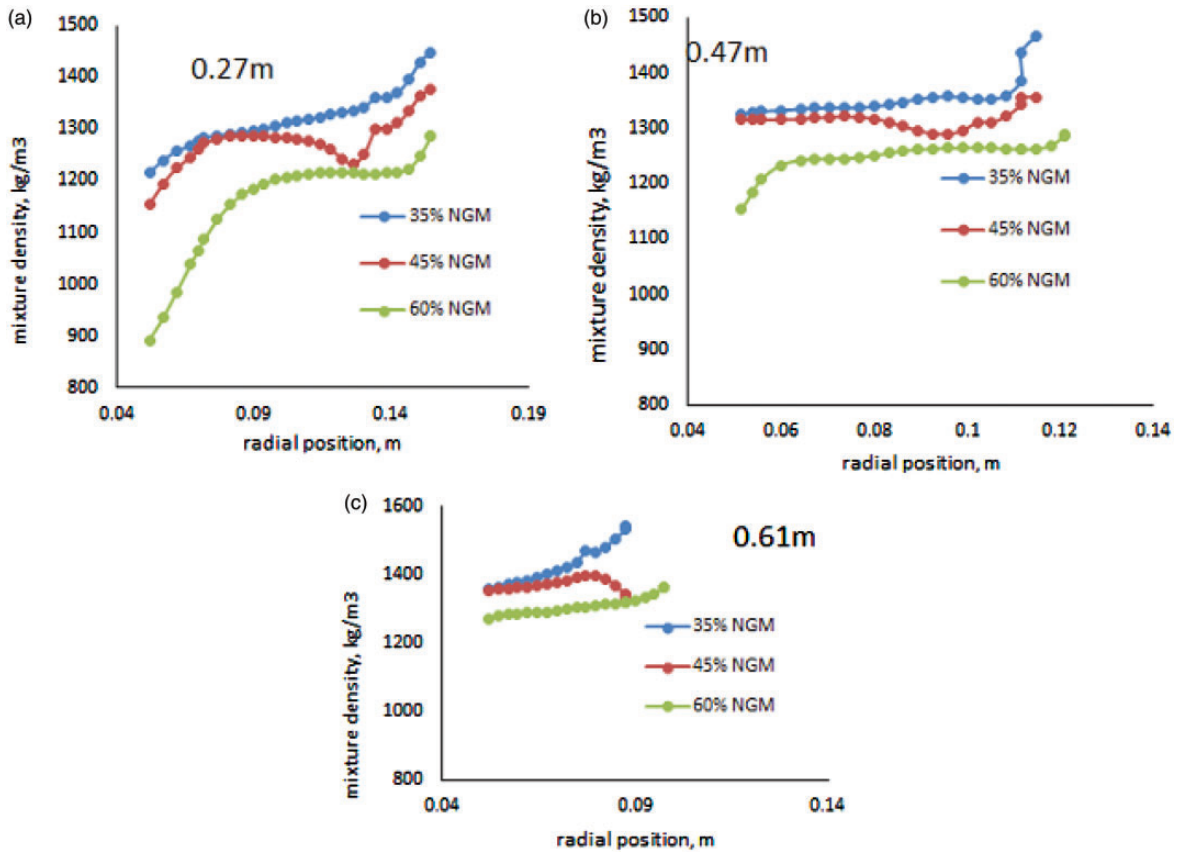 (a)
1500
1400
1300
1200
1100
1000
900
800
0.27m
35% NGM
45% NGM
60% NGM
0.04
0.09
0.14
0.19
radial position, m
mixture density, kg/m3
(b)
1500
1400
1300
1200
1100
1000
900
800
0.47m
35% NGM
45% NGM
60% NGM
0.04
0.06
0.08
0.1
0.12
0.14
radial position, m
mixture density, kg/m3
(c)
1600
1400
1200
1000
800
0.61m
35% NGM
45% NGM
60% NGM
0.04
0.09
0.14
radial position, m
mixture density, kg/m3